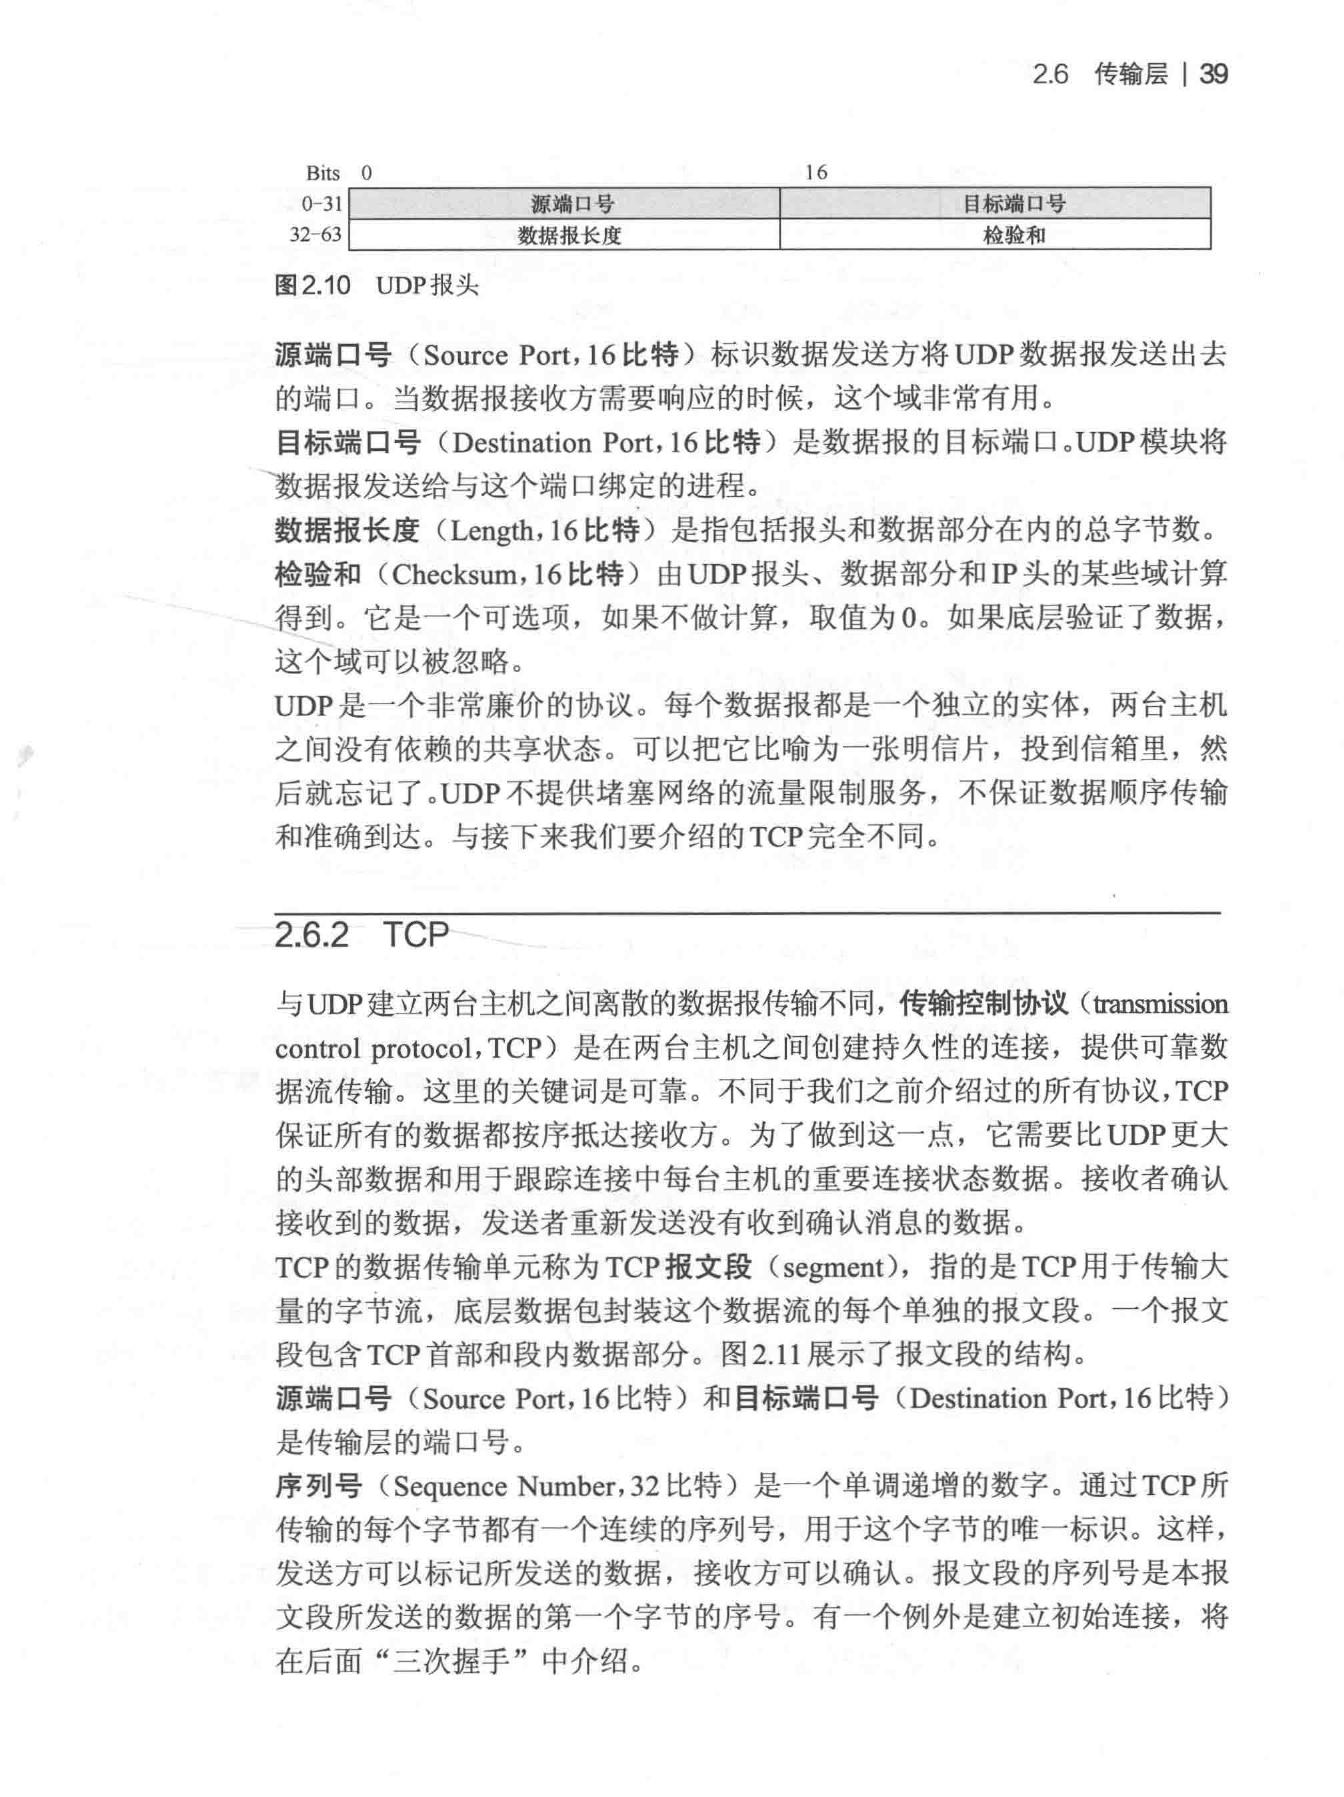 2.6 传输层 | 39
Bits 0 16
0-31 源端口号 目标端口号
32-63 数据报长度 检验和
图2.10 UDP报头
源端口号（Source Port，16比特）标识数据发送方将UDP数据报发送出去
的端口。当数据报接收方需要响应的时候，这个域非常有用。
目标端口号（Destination Port，16比特）是数据报的目标端口。UDP模块将
数据报发送给与这个端口绑定的进程。
数据报长度（Length，16比特）是指包括报头和数据部分在内的总字节数。
检验和（Checksum，16比特）由UDP报头、数据部分和IP头的某些域计算
得到。它是一个可选项，如果不做计算，取值为0。如果底层验证了数据，
这个域可以被忽略。
UDP是一个非常廉价的协议。每个数据报都是一个独立的实体，两台主机
之间没有依赖的共享状态。可以把它比喻为一张明信片，投到信箱里，然
后就忘记了。UDP不提供堵塞网络的流量限制服务，不保证数据顺序传输
和准确到达。与接下来我们要介绍的TCP完全不同。
2.6.2 TCP
与UDP建立两台主机之间离散的数据报传输不同，传输控制协议（transmission
control protocol，TCP）是在两台主机之间创建持久性的连接，提供可靠数
据流传输。这里的关键词是可靠。不同于我们之前介绍过的所有协议，TCP
保证所有的数据都按序抵达接收方。为了做到这一点，它需要比UDP更大
的头部数据和用于跟踪连接中每台主机的重要连接状态数据。接收者确认
接收到的数据，发送者重新发送没有收到确认消息的数据。
TCP的数据传输单元称为TCP报文段（segment），指的是TCP用于传输大
量的字节流，底层数据包封装这个数据流的每个单独的报文段。一个报文
段包含TCP首部和段内数据部分。图2.11展示了报文段的结构。
源端口号（Source Port，16比特）和目标端口号（Destination Port，16比特）
是传输层的端口号。
序列号（Sequence Number，32比特）是一个单调递增的数字。通过TCP所
传输的每个字节都有一个连续的序列号，用于这个字节的唯一标识。这样，
发送方可以标记所发送的数据，接收方可以确认。报文段的序列号是本报
文段所发送的数据的第一个字节的序号。有一个例外是建立初始连接，将
在后面“三次握手”中介绍。